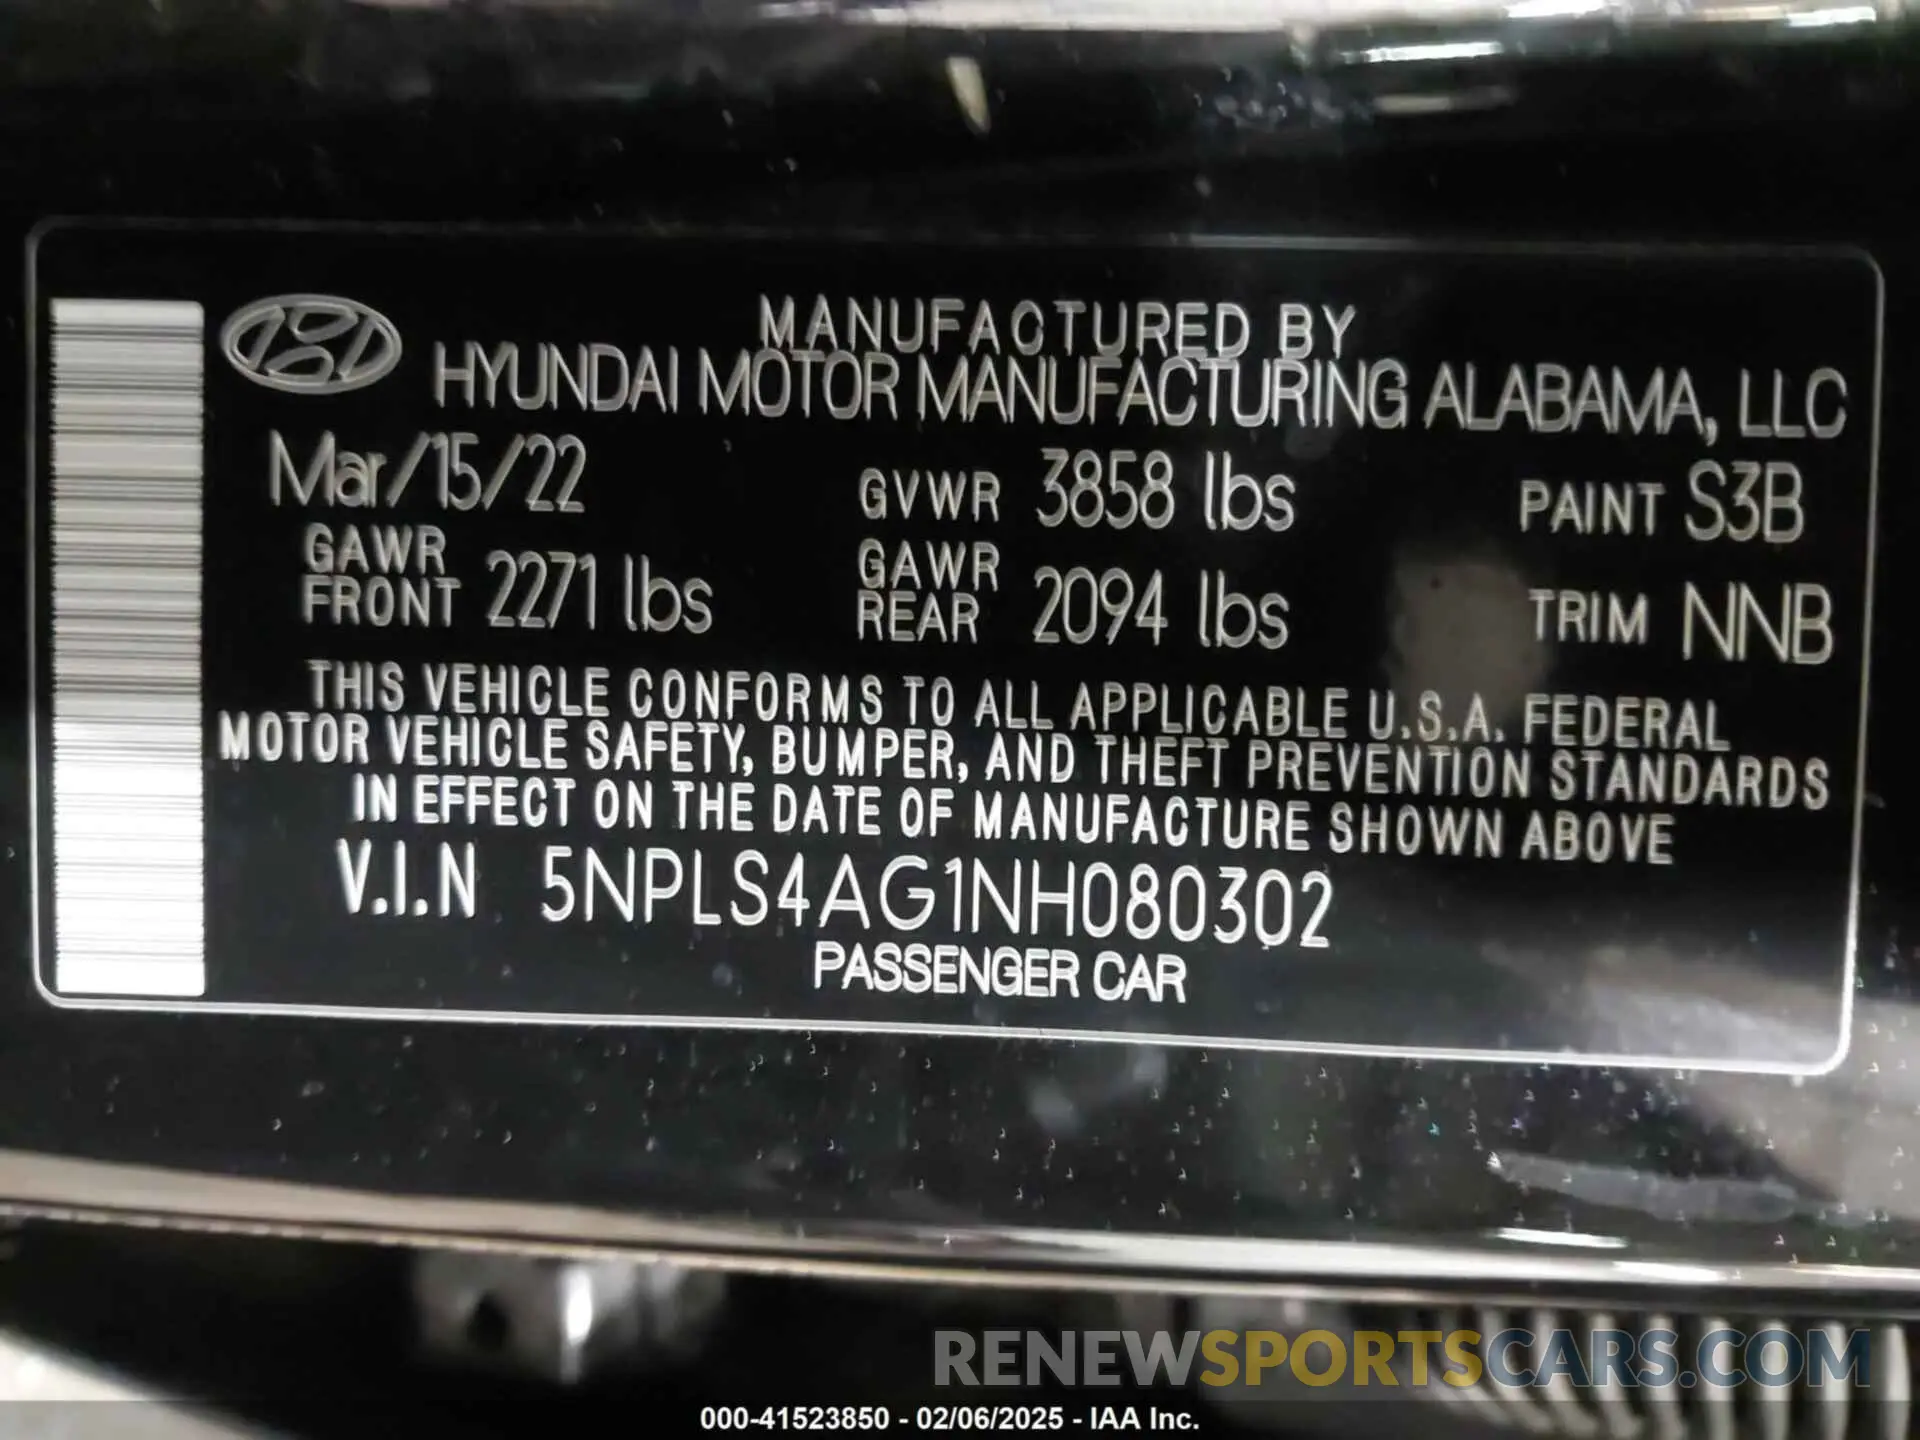 MANUFACTURED BY
HYUNDAI MOTOR MANUFACTURING ALABAMA, LLC
Mar/15/22 GVWR 3858 lbs PAINT S3B
GAWR FRONT 2271 lbs GAWR REAR 2094 lbs TRIM NNB
THIS VEHICLE CONFORMS TO ALL APPLICABLE U.S.A. FEDERAL
MOTOR VEHICLE SAFETY, BUMPER, AND THEFT PREVENTION STANDARDS
IN EFFECT ON THE DATE OF MANUFACTURE SHOWN ABOVE
V.I.N 5NPLS4AG1NH080302
PASSENGER CAR
RENEWSPORTSCARS.COM
000-41523850 - 02/06/2025 - IAA Inc.